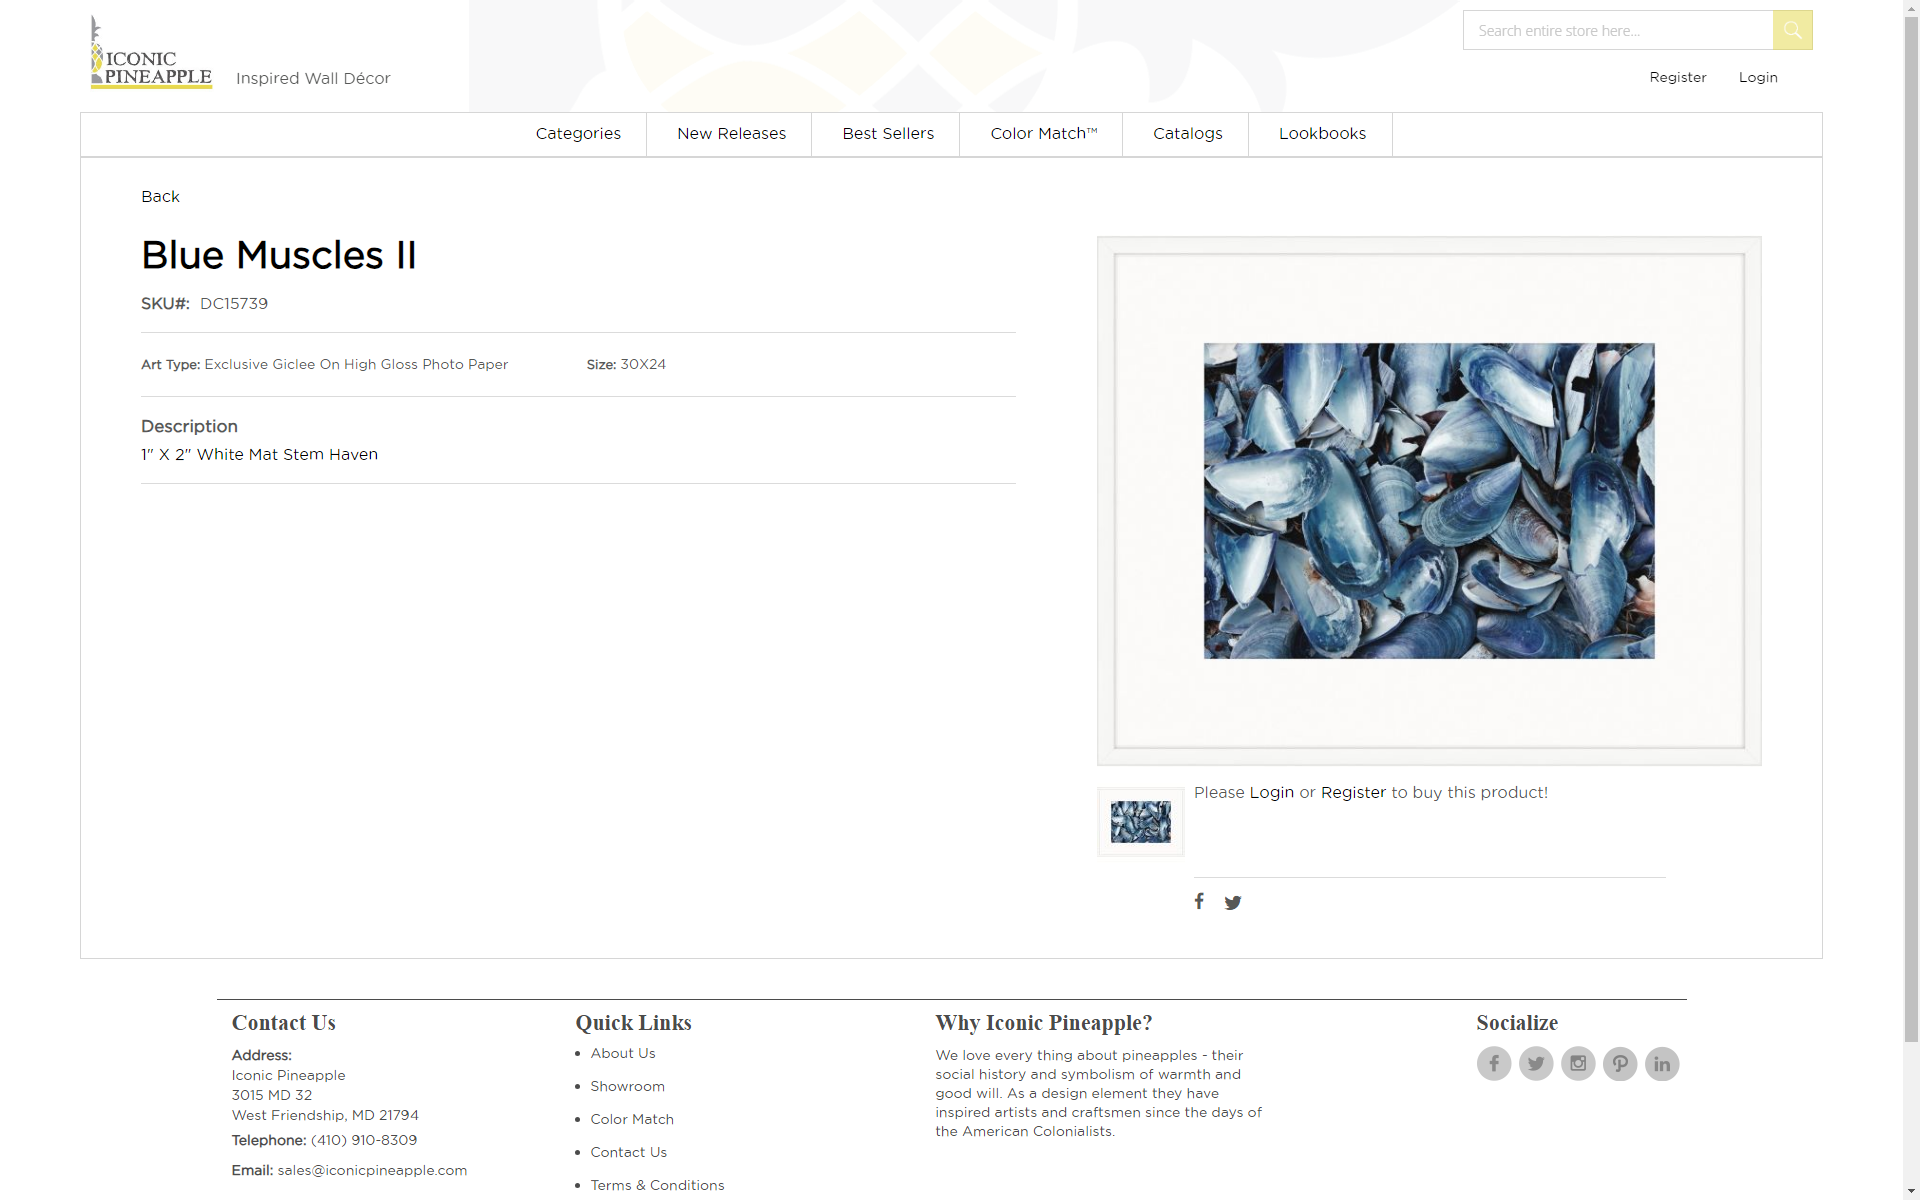 ICONIC
PINEAPPLE
Inspired Wall Décor
Search entire store here...
Register
Login
Categories
New Releases
Best Sellers
Color Match™
Catalogs
Lookbooks
Back
Blue Muscles II
SKU#: DC15739
Art Type: Exclusive Giclee On High Gloss Photo Paper
Size: 30X24
Description
1" X 2" White Mat Stem Haven
Please Login or Register to buy this product!
Contact Us
Address:
Iconic Pineapple
3015 MD 32
West Friendship, MD 21794
Telephone: (410) 910-8309
Email: sales@iconicpineapple.com
Quick Links
About Us
Showroom
Color Match
Contact Us
Terms & Conditions
Why Iconic Pineapple?
We love every thing about pineapples - their
social history and symbolism of warmth and
good will. As a design element they have
inspired artists and craftsmen since the days of
the American Colonialists.
Socialize